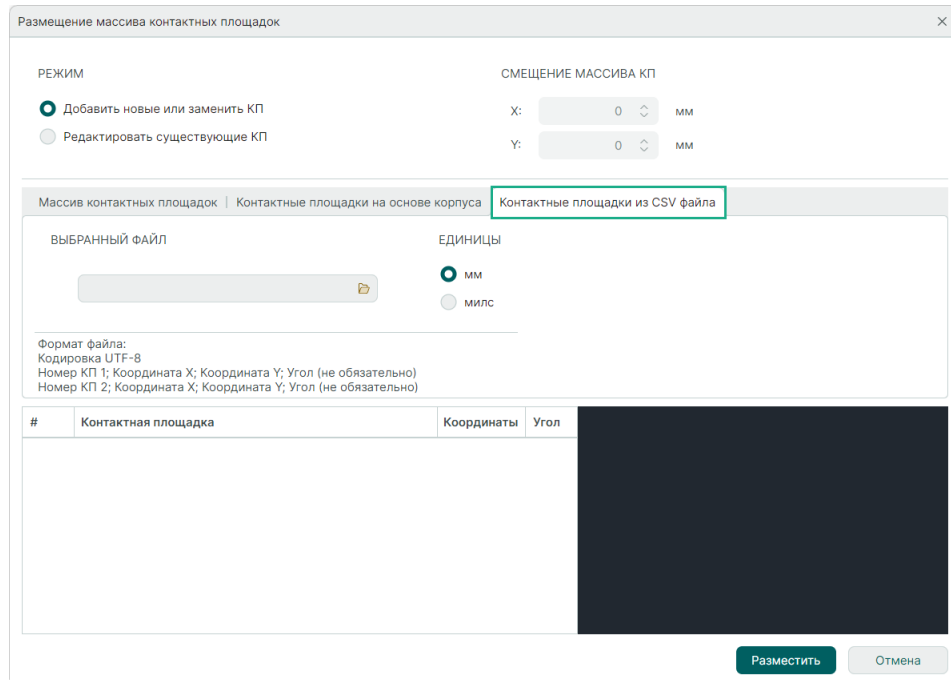 Размещение массива контактных площадок
РЕЖИМ
Добавить новые или заменить КП
Редактировать существующие КП
СМЕЩЕНИЕ МАССИВА КП
X: 0 мм
Y: 0 мм
Массив контактных площадок | Контактные площадки на основе корпуса | Контактные площадки из CSV файла
ВЫБРАННЫЙ ФАЙЛ
ЕДИНИЦЫ
мм
милс
Формат файла:
Кодировка UTF-8
Номер КП 1; Координата X; Координата Y; Угол (не обязательно)
Номер КП 2; Координата X; Координата Y; Угол (не обязательно)
# Контактная площадка Координаты Угол
Разместить Отмена